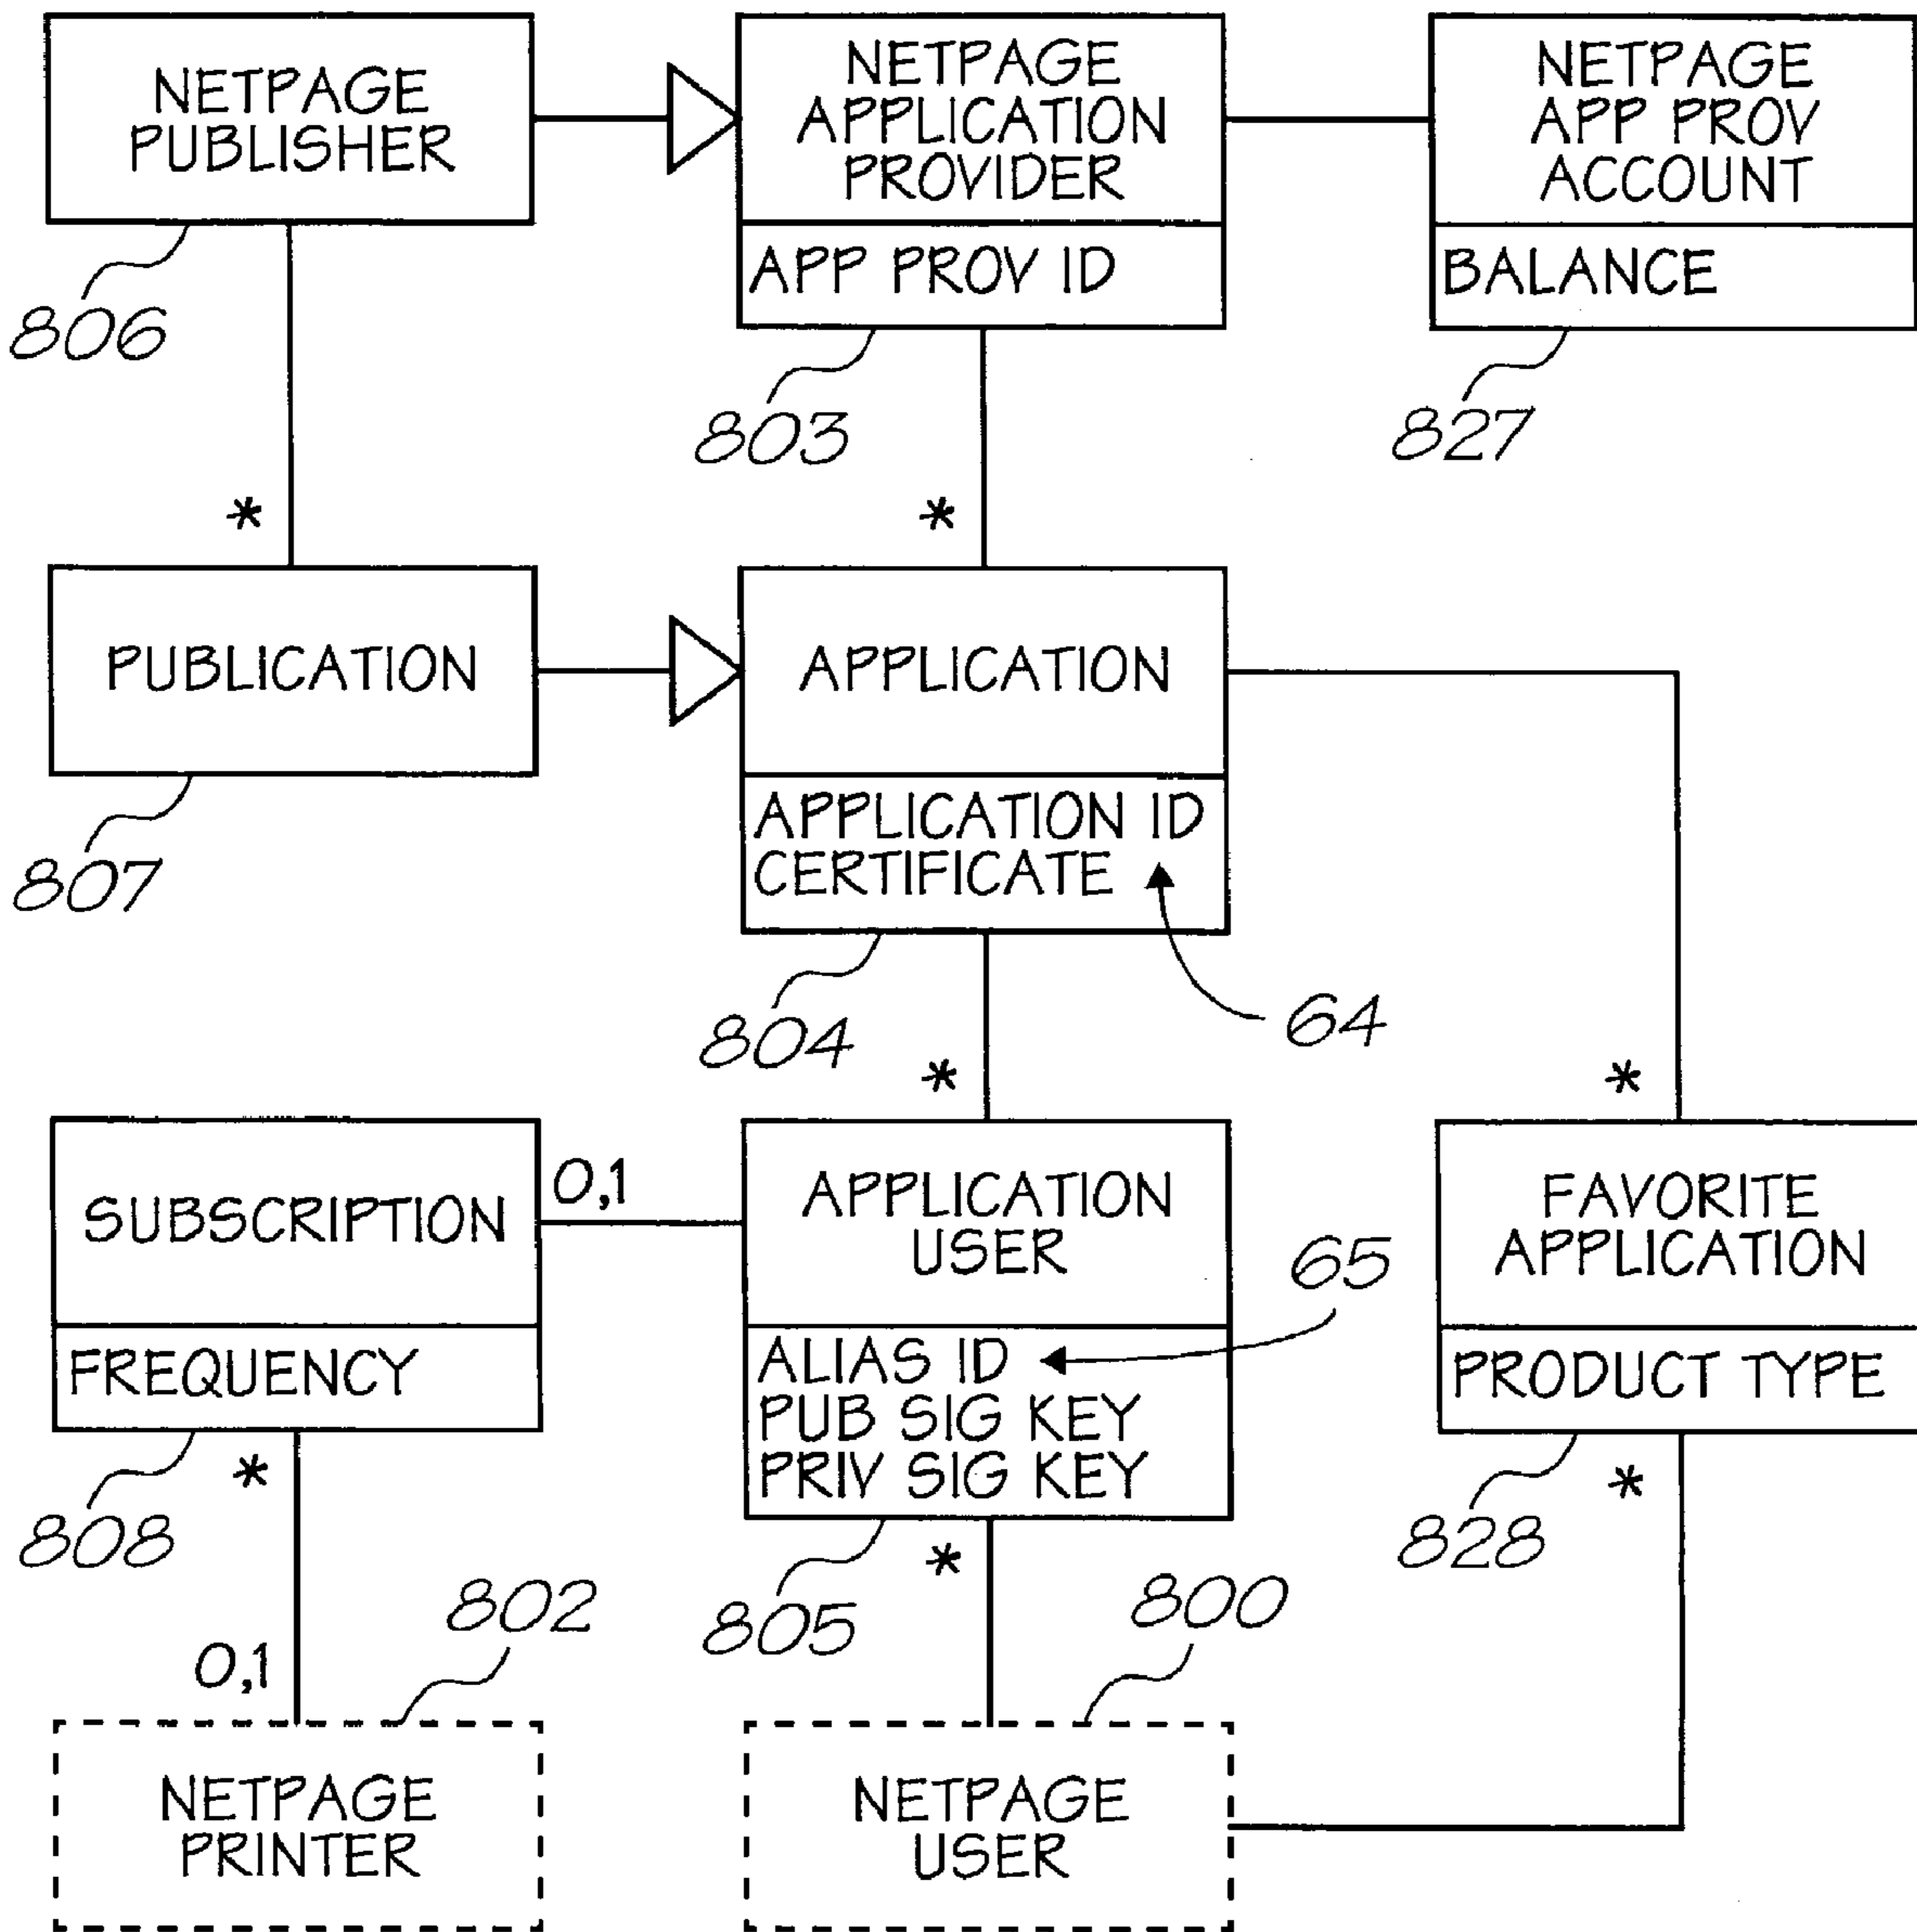 NETPAGE
PUBLISHER
NETPAGE
APPLICATION
PROVIDER
APP PROV ID
NETPAGE
APP PROV
ACCOUNT
BALANCE
806
803
827
*
*
PUBLICATION
APPLICATION
APPLICATION ID
CERTIFICATE
807
804
64
*
*
SUBSCRIPTION
FREQUENCY
0,1
APPLICATION
USER
ALIAS ID
PUB SIG KEY
PRIV SIG KEY
65
FAVORITE
APPLICATION
PRODUCT TYPE
808
*
805
*
828
*
802
800
0,1
NETPAGE
PRINTER
NETPAGE
USER